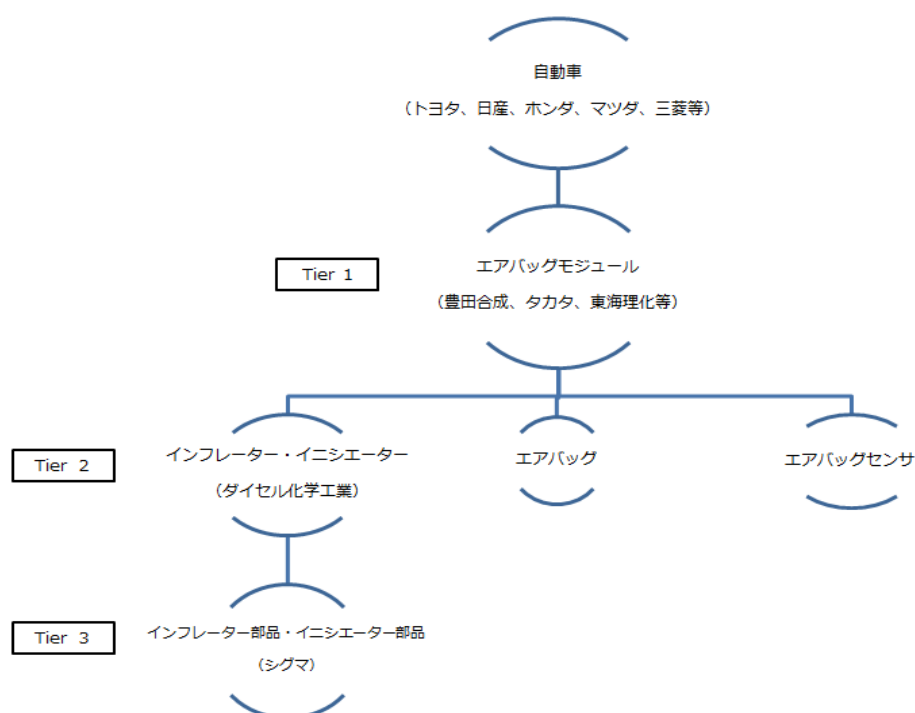 自動車
（トヨタ、日産、ホンダ、マツダ、三菱等）
Tier 1
エアバッグモジュール
（豊田合成、タカタ、東海理化等）
Tier 2
インフレーター・イニシエーター
（ダイセル化学工業）
エアバッグ
エアバッグセンサ
Tier 3
インフレーター部品・イニシエーター部品
（シグマ）